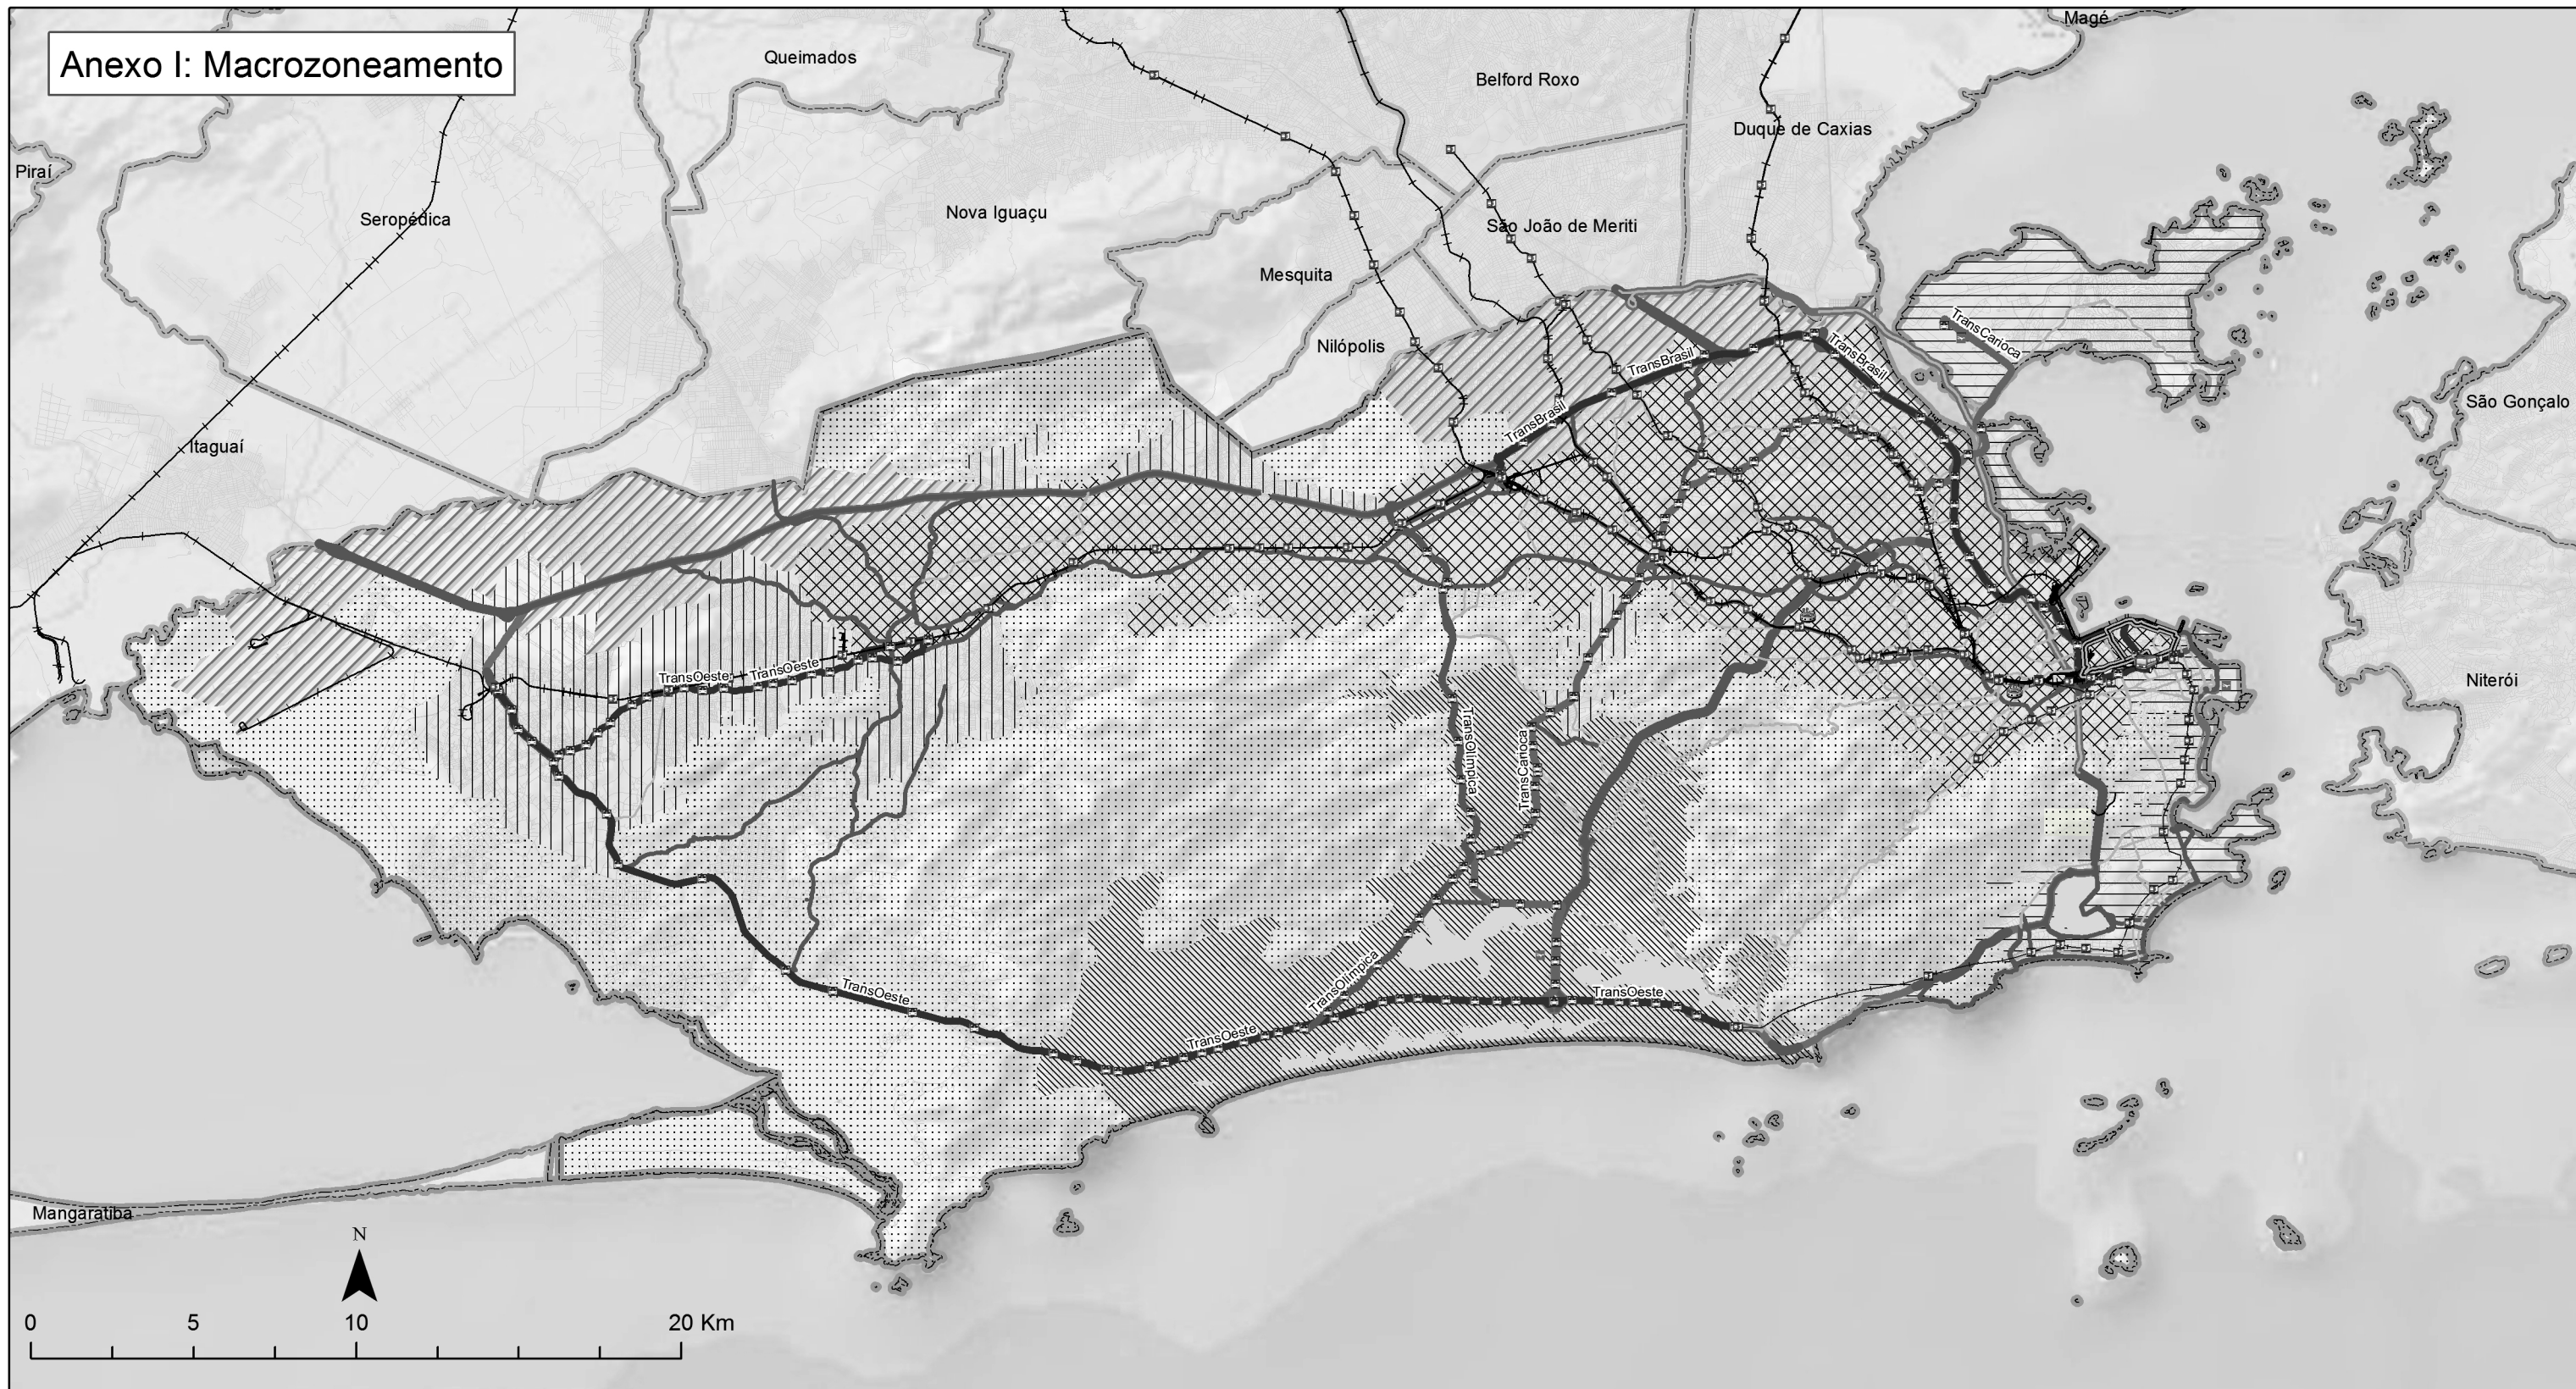 Anexo I: Macrozoneamento
Magé
Queimados
Belford Roxo
Duque de Caxias
Piraí
Seropédica
Nova Iguaçu
São João de Meriti
Mesquita
Nilópolis
TransCarioca
TransBrasil
TransBrasil
TransBrasil
São Gonçalo
Itaguaí
TransOeste
TransOeste
Niterói
TransOlímpica
TransCarioca
TransOlímpica
TransOeste
TransOeste
TransOeste
Mangaratiba
N
0 5 10 20 Km